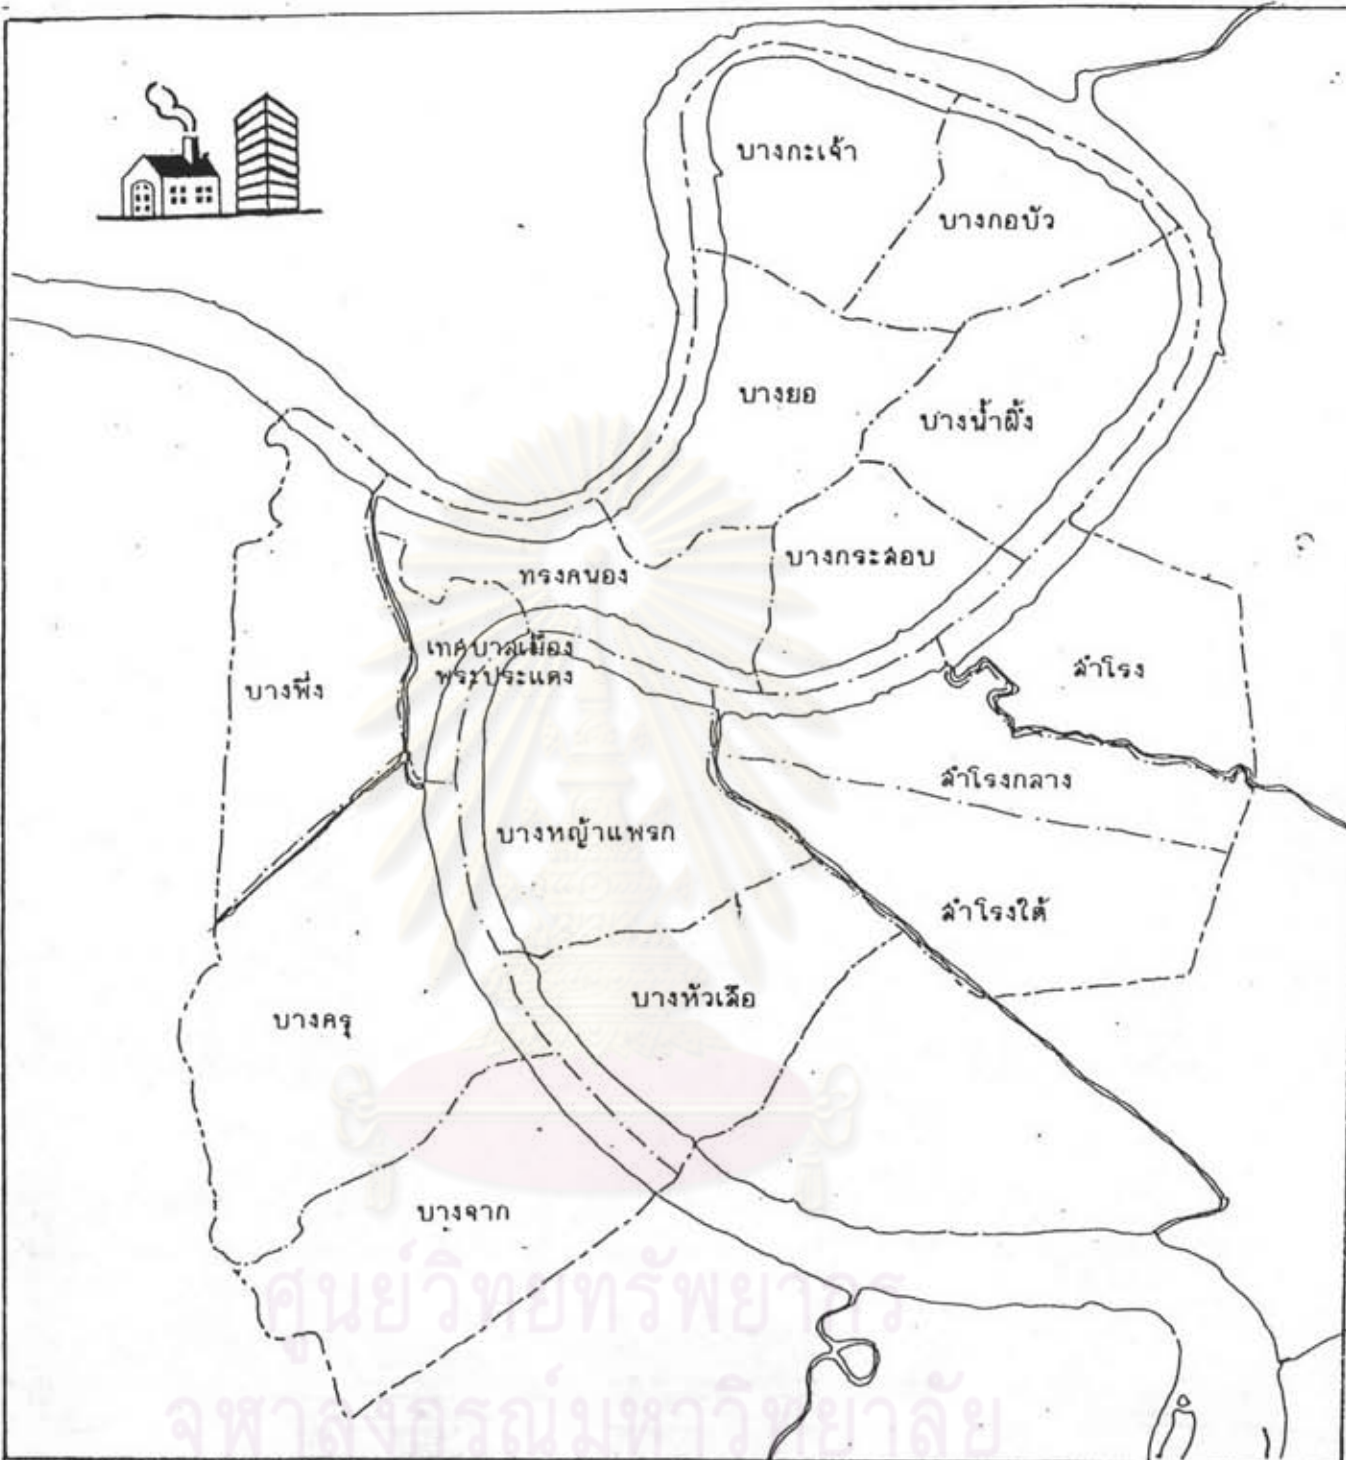 บางกะเจ้า
บางกอบัว
บางยอ
บางน้ำผึ้ง
บางกระสอบ
ทรงคนอง
เทศบาลเมือง
พระประแดง
บางพึ่ง
สำโรง
สำโรงกลาง
บางหญ้าแพรก
สำโรงใต้
บางหัวเสือ
บางครุ
บางจาก
ศูนย์วิทยทรัพยากร
จุฬาลงกรณ์มหาวิทยาลัย